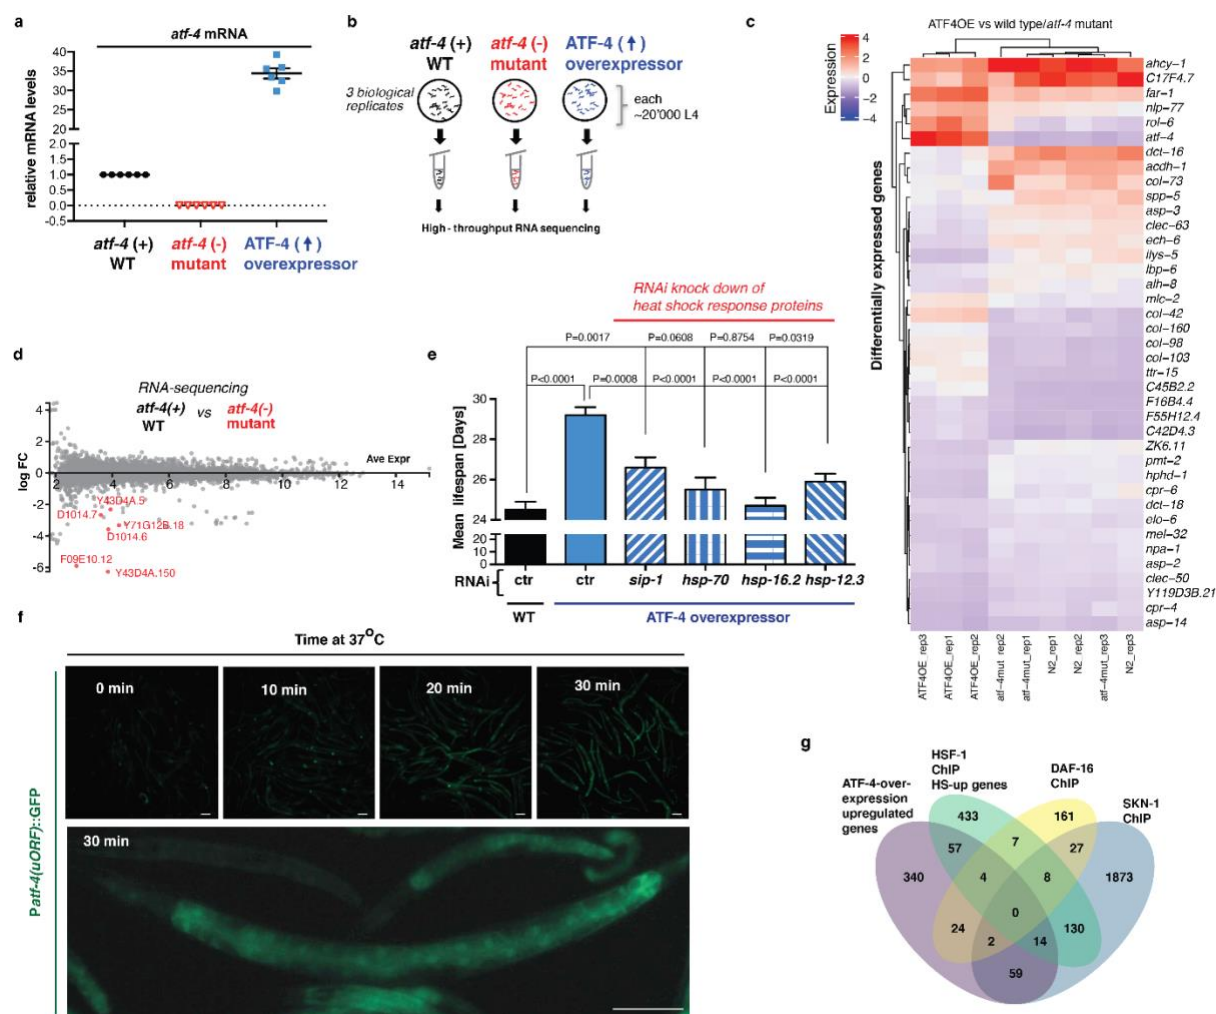 a
atf-4 mRNA
relative mRNA levels
40
35
30
25
20
2.0
1.5
1.0
0.5
0.0
-0.5
atf-4 (+)
WT
atf-4 (-)
mutant
ATF-4 (↑)
overexpressor
b
atf-4 (+)
WT
atf-4 (-)
mutant
ATF-4 (↑)
overexpressor
3 biological
replicates
each
~20'000 L4
High - throughput RNA sequencing
c
ATF4OE vs wild type/atf-4 mutant
Expression
4
2
0
−2
−4
Differentially expressed genes
ahcy−1
C17F4.7
far−1
nlp−77
rol−6
atf−4
dct−16
acdh−1
col−73
spp−5
asp−3
clec−63
ech−6
ilys−5
lbp−6
alh−8
mlc−2
col−42
col−160
col−98
col−103
ttr−15
C45B2.2
F16B4.4
F55H12.4
C42D4.3
ZK6.11
pmt−2
hphd−1
cpr−6
dct−18
elo−6
mel−32
npa−1
asp−2
clec−50
Y119D3B.21
cpr−4
asp−14
ATF4OE_rep3
ATF4OE_rep1
ATF4OE_rep2
atf−4mut_rep2
atf−4mut_rep1
N2_rep1
N2_rep2
atf−4mut_rep3
N2_rep3
d
RNA-sequencing
atf-4(+)
WT
vs
atf-4(-)
mutant
log FC
4
2
0
-2
-4
-6
2
4
6
8
10
12
14
Ave Expr
Y43D4A.5
D1014.7
Y71G12B.18
D1014.6
F09E10.12
Y43D4A.150
e
RNAi knock down of
heat shock response proteins
P=0.0017
P=0.0608
P=0.8754
P=0.0319
P<0.0001
P=0.0008
P<0.0001
P<0.0001
P<0.0001
Mean lifespan [Days]
30
28
26
24
20
10
0
RNAi
ctr
ctr
sip-1
hsp-70
hsp-16.2
hsp-12.3
WT
ATF-4 overexpressor
f
Time at 37°C
Patf-4(uORF)::GFP
0 min
10 min
20 min
30 min
30 min
g
ATF-4-over-
expression
upregulated
genes
HSF-1
ChIP
HS-up genes
DAF-16
ChIP
SKN-1
ChIP
433
161
57
7
27
340
4
8
1873
0
24
2
14
130
59